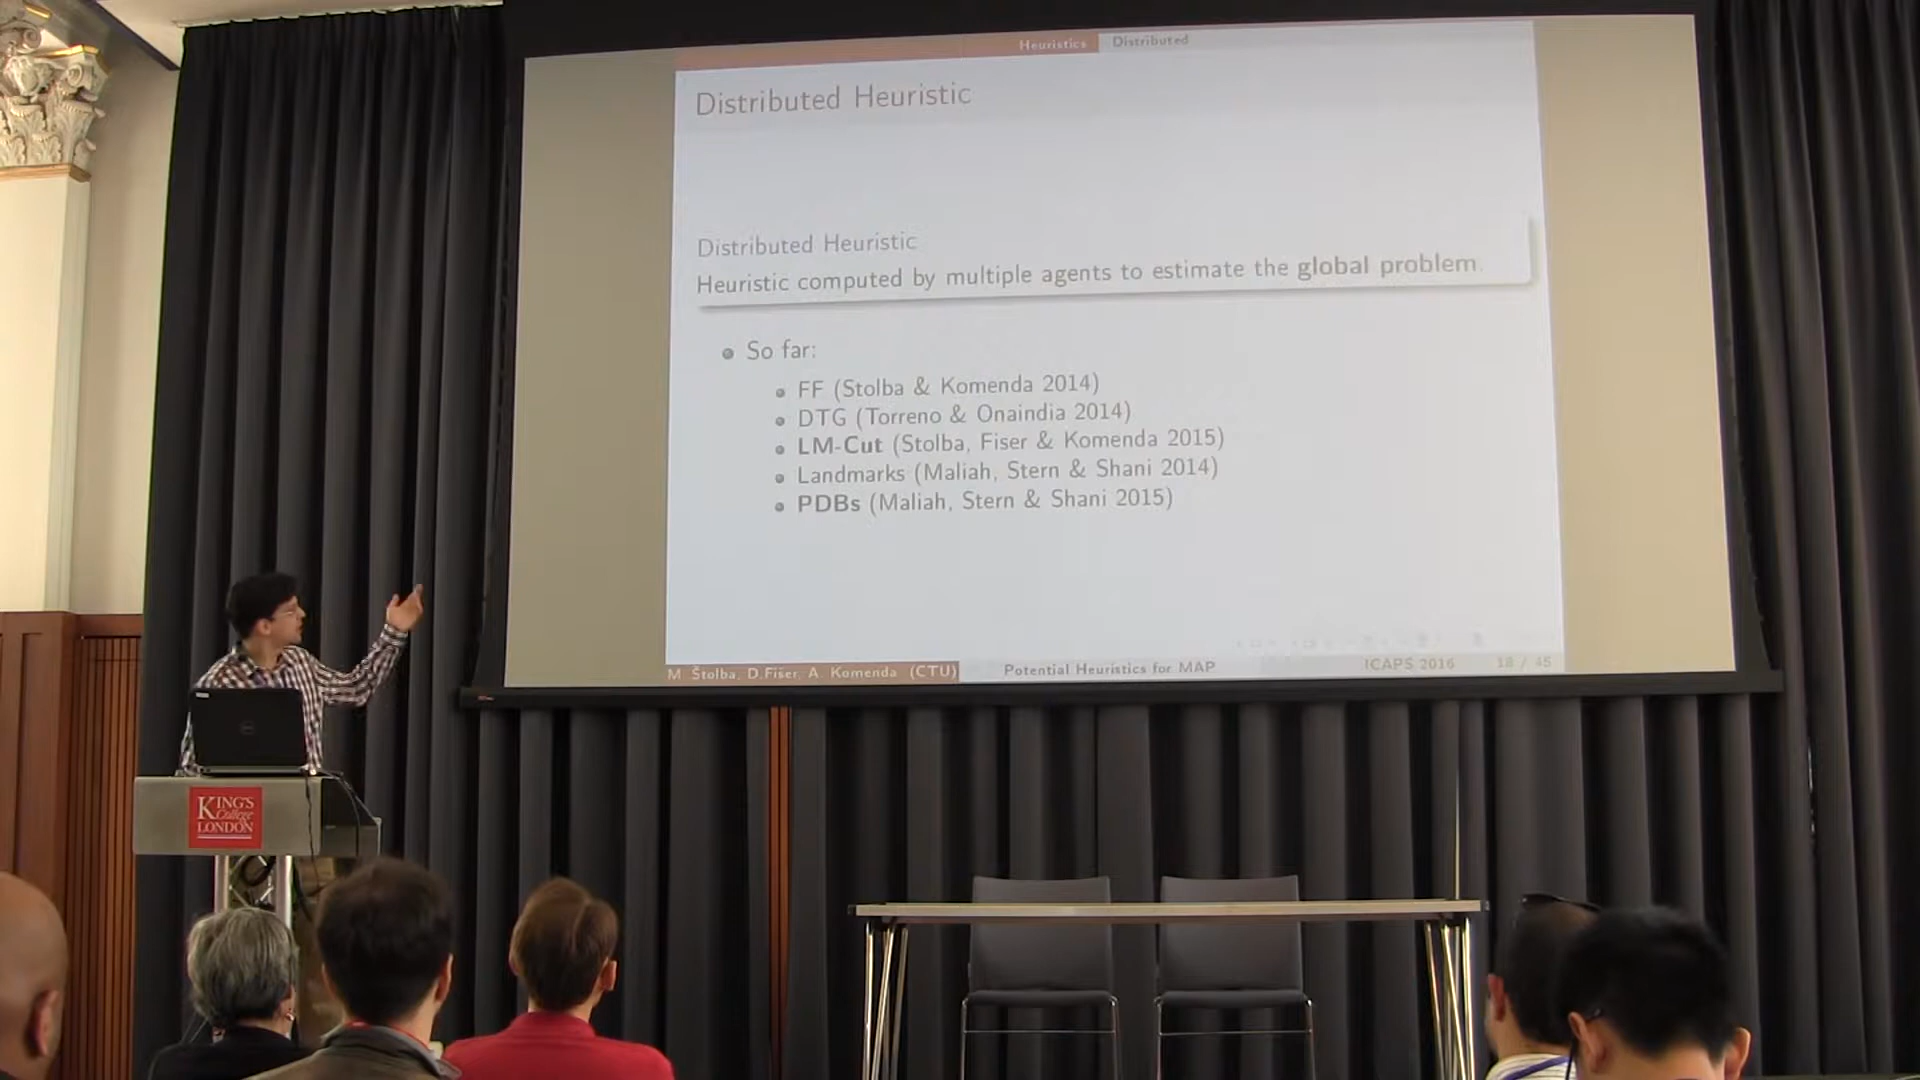 Heuristics Distributed
Distributed Heuristic
Distributed Heuristic
Heuristic computed by multiple agents to estimate the global problem.
So far:
FF (Stolba & Komenda 2014)
DTG (Torreno & Onaindia 2014)
LM-Cut (Stolba, Fiser & Komenda 2015)
Landmarks (Maliah, Stern & Shani 2014)
PDBs (Maliah, Stern & Shani 2015)
M. Štolba, D.Fišer, A. Komenda (CTU) Potential Heuristics for MAP ICAPS 2016 18 / 45
KING'S
College
LONDON